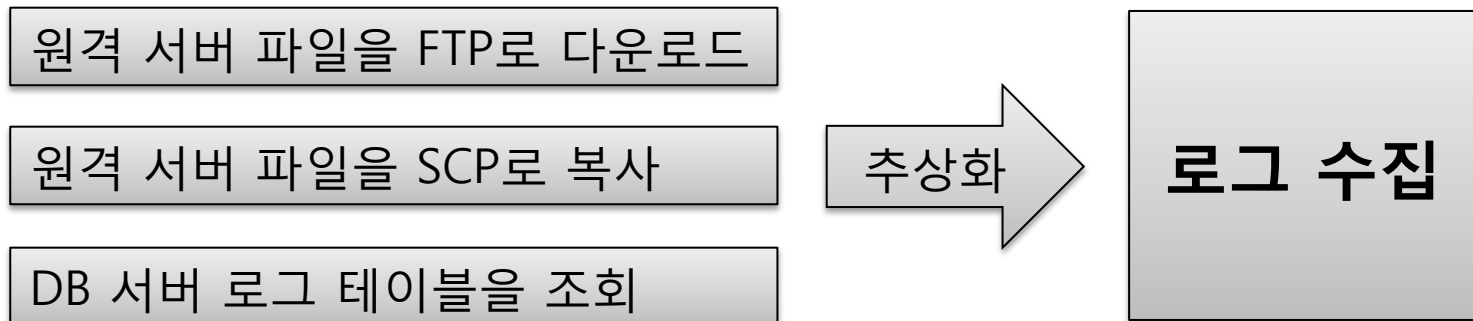 원격 서버 파일을 FTP로 다운로드
원격 서버 파일을 SCP로 복사
DB 서버 로그 테이블을 조회
추상화
로그 수집